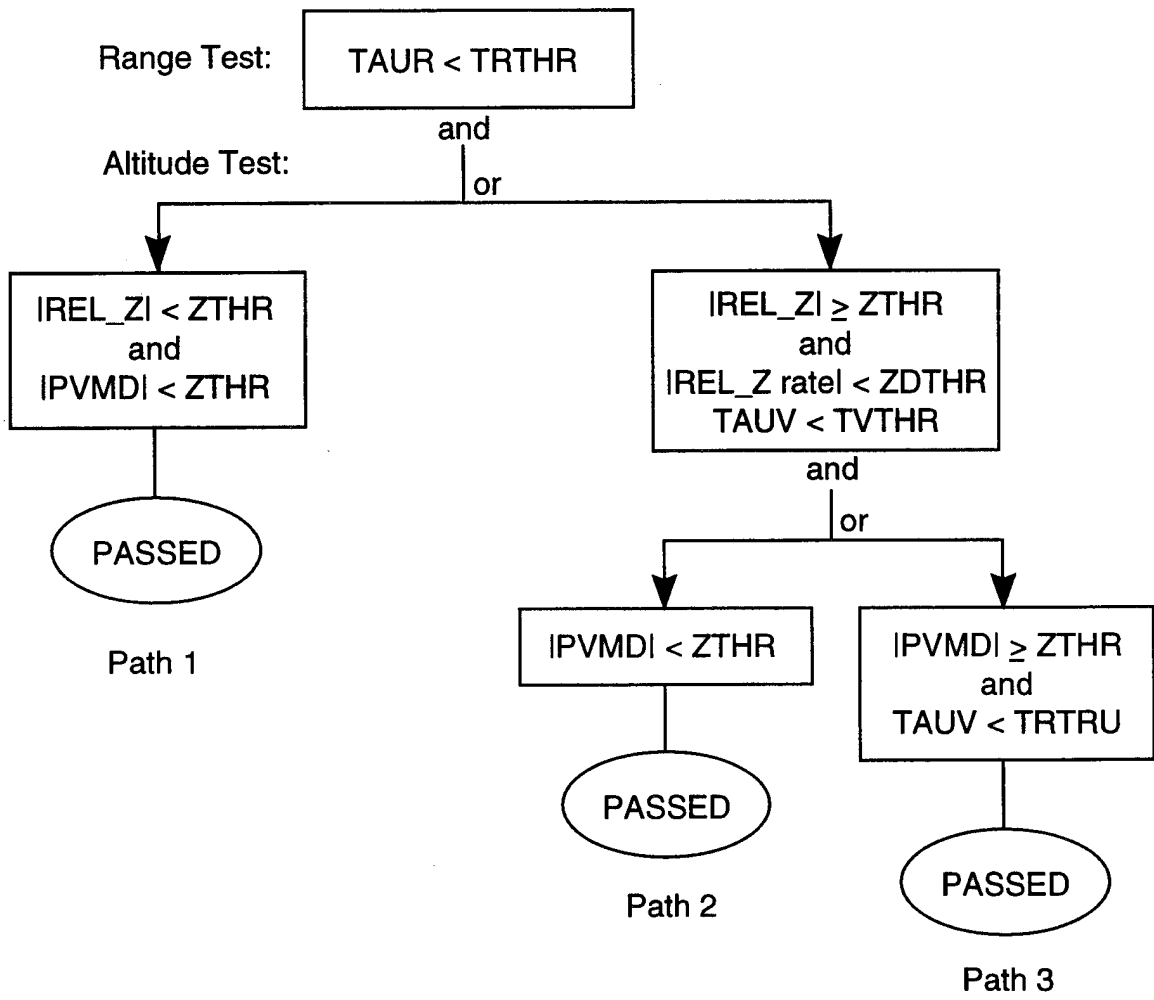 Range Test:
TAUR < TRTHR
and
Altitude Test:
or
|REL_Z| < ZTHR
and
|PVMD| < ZTHR
PASSED
Path 1
|REL_Z| ≥ ZTHR
and
|REL_Z rate| < ZDTHR
TAUV < TVTHR
and
or
|PVMD| < ZTHR
PASSED
Path 2
|PVMD| ≥ ZTHR
and
TAUV < TRTRU
PASSED
Path 3